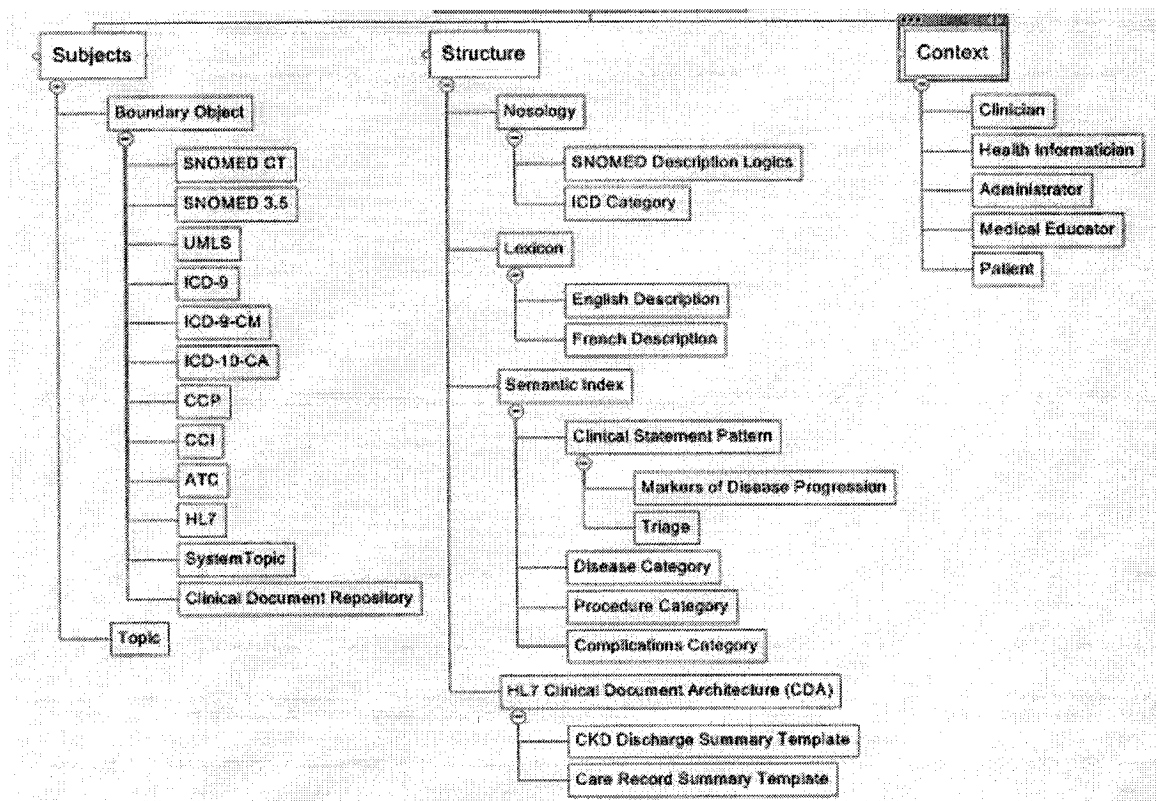 Subjects
Boundary Object
SNOMED CT
SNOMED 3.5
UMLS
ICD-9
ICD-9-CM
ICD-10-CA
CCP
CCI
ATC
HL7
SystemTopic
Clinical Document Repository
Topic
Structure
Nosology
SNOMED Description Logics
ICD Category
Lexicon
English Description
French Description
Semantic Index
Clinical Statement Pattern
Markers of Disease Progression
Triage
Disease Category
Procedure Category
Complications Category
HL7 Clinical Document Architecture (CDA)
CKD Discharge Summary Template
Care Record Summary Template
Context
Clinician
Health Informatician
Administrator
Medical Educator
Patient